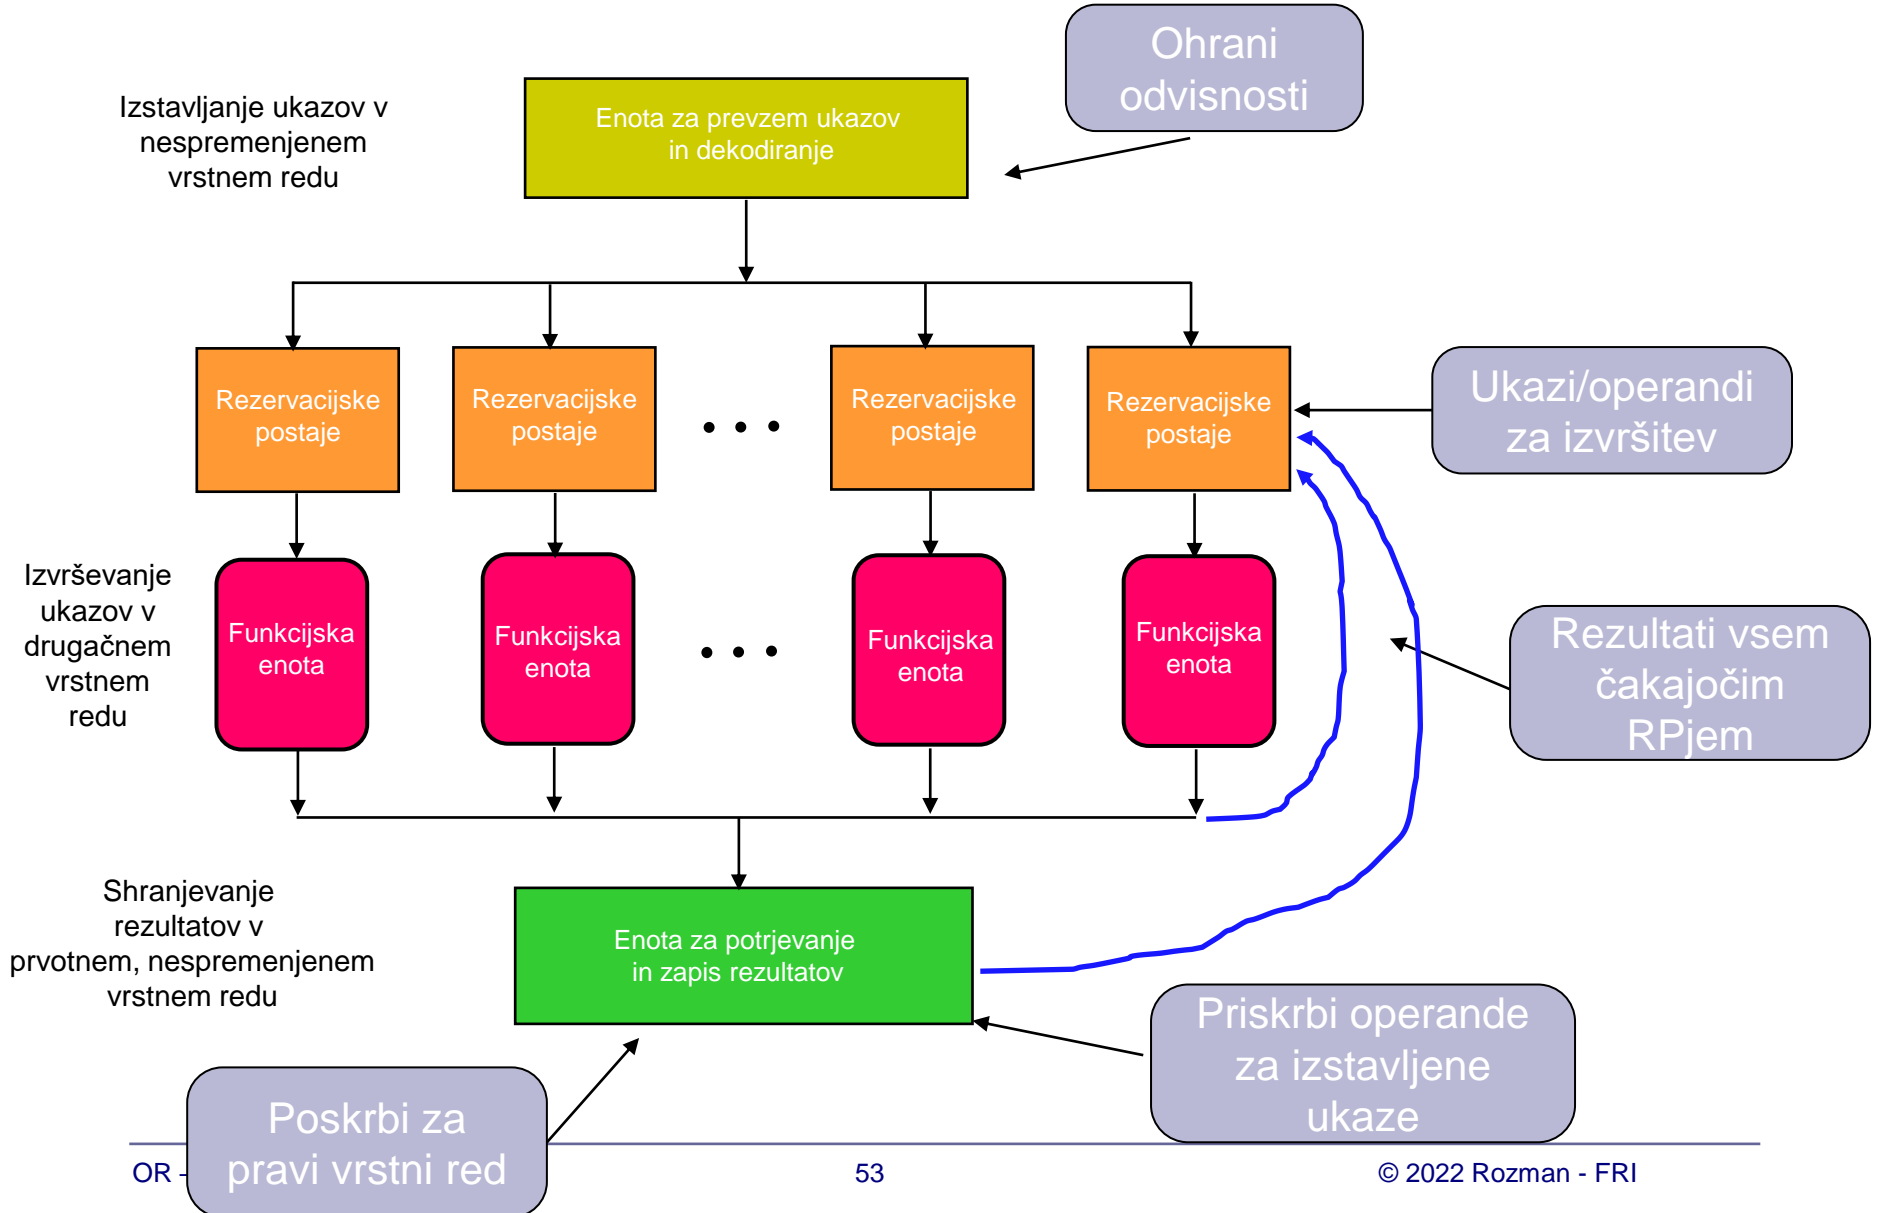 Ohrani
odvisnosti
Izstavljanje ukazov v
nespremenjenem
vrstnem redu
Enota za prevzem ukazov
in dekodiranje
Rezervacijske
postaje
Rezervacijske
postaje
Rezervacijske
postaje
Rezervacijske
postaje
Ukazi/operandi
za izvršitev
Izvrševanje
ukazov v
drugačnem
vrstnem
redu
Funkcijska
enota
Funkcijska
enota
Funkcijska
enota
Funkcijska
enota
Rezultati vsem
čakajočim
RPjem
Shranjevanje
rezultatov v
prvotnem, nespremenjenem
vrstnem redu
Enota za potrjevanje
in zapis rezultatov
Priskrbi operande
za izstavljene
ukaze
Poskrbi za
pravi vrstni red
OR -
53
© 2022 Rozman - FRI